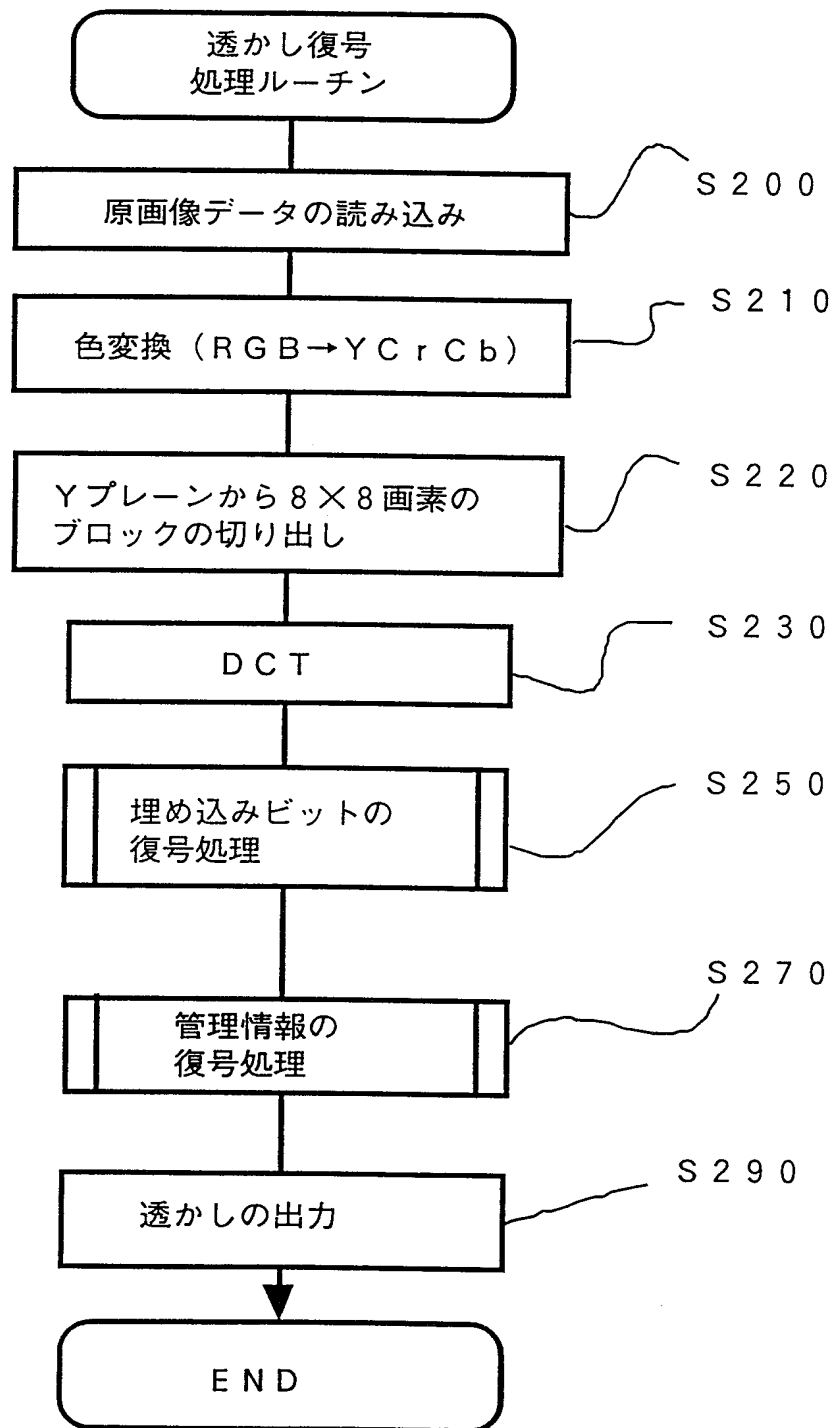 透かし復号
処理ルーチン
原画像データの読み込み
S200
色変換（RGB→YCrCb）
S210
Yプレーンから8×8画素の
ブロックの切り出し
S220
DCT
S230
埋め込みビットの
復号処理
S250
管理情報の
復号処理
S270
透かしの出力
S290
END